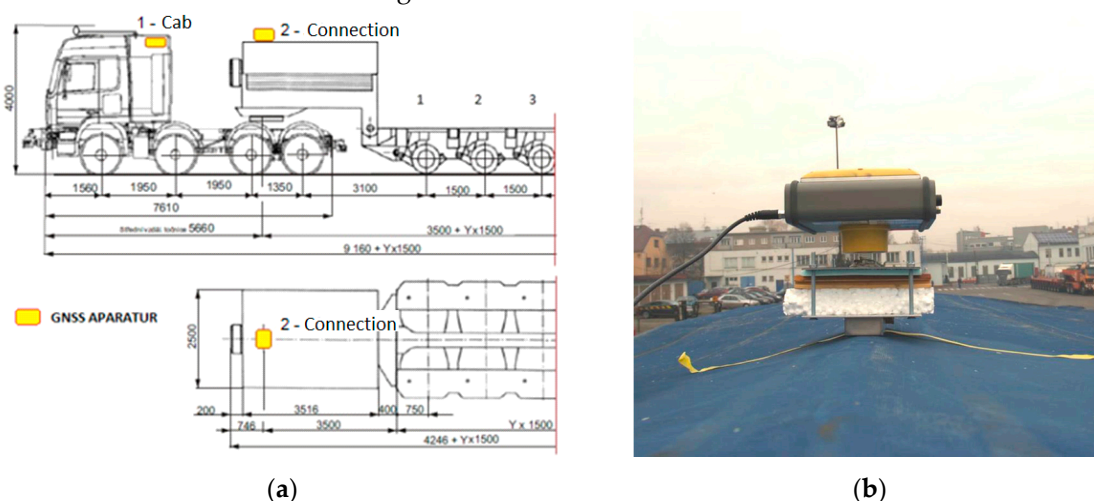 1 - Cab
2 - Connection
4000
1
2
3
1560
1950
1950
1350
3100
1500
1500
7610
5660
3500 + Yx1500
9 160 + Yx1500
GNSS APARATUR
2 - Connection
2500
200
3516
400
750
746
3500
Y x 1500
4246 + Yx1500
(a)
(b)